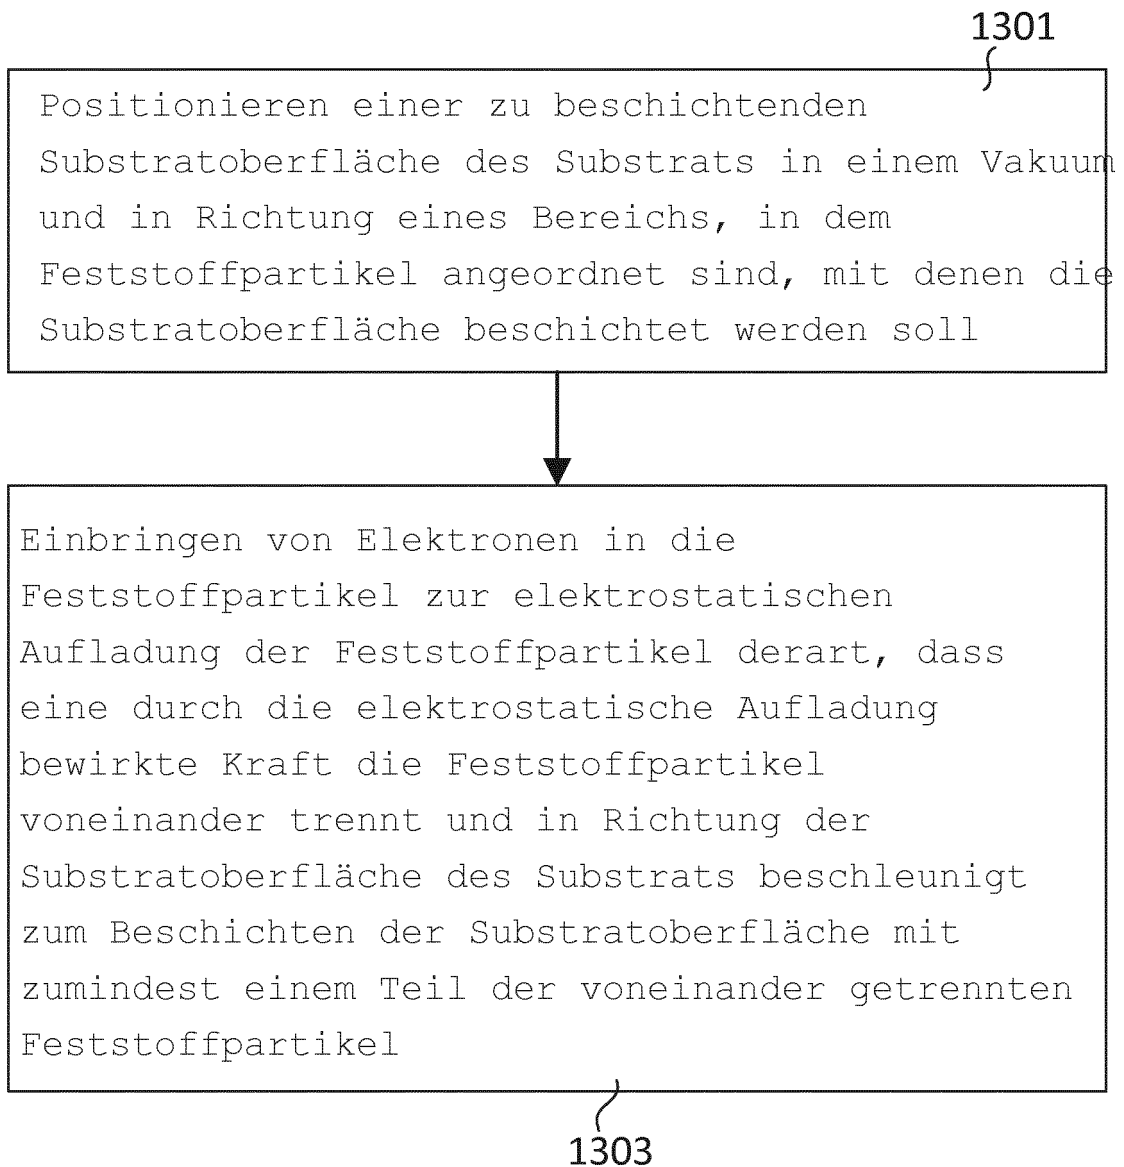 1301
Positionieren einer zu beschichtenden
Substratoberfläche des Substrats in einem Vakuum
und in Richtung eines Bereichs, in dem
Feststoffpartikel angeordnet sind, mit denen die
Substratoberfläche beschichtet werden soll
Einbringen von Elektronen in die
Feststoffpartikel zur elektrostatischen
Aufladung der Feststoffpartikel derart, dass
eine durch die elektrostatische Aufladung
bewirkte Kraft die Feststoffpartikel
voneinander trennt und in Richtung der
Substratoberfläche des Substrats beschleunigt
zum Beschichten der Substratoberfläche mit
zumindest einem Teil der voneinander getrennten
Feststoffpartikel
1303